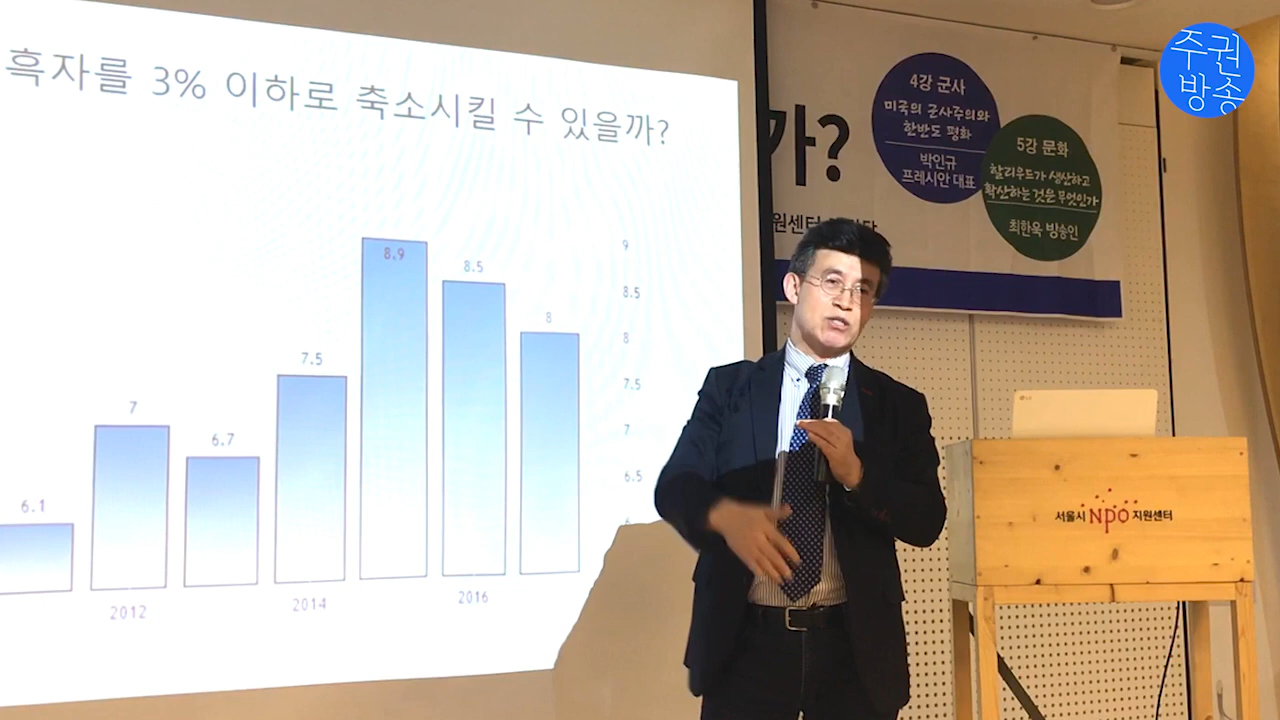 흑자를 3% 이하로 축소시킬 수 있을까?
6.1
7
6.7
7.5
8.9
8.5
8
9
8.5
8
7.5
7
6.5
2012
2014
2016
까?
4강 군사
미국의 군사주의와
한반도 평화
박인규
프레시안 대표
5강 문화
할리우드가 생산하고
확산하는 것은 무엇인가
최한욱 방송인
원센터
주권
방송
서울시 NPO 지원센터